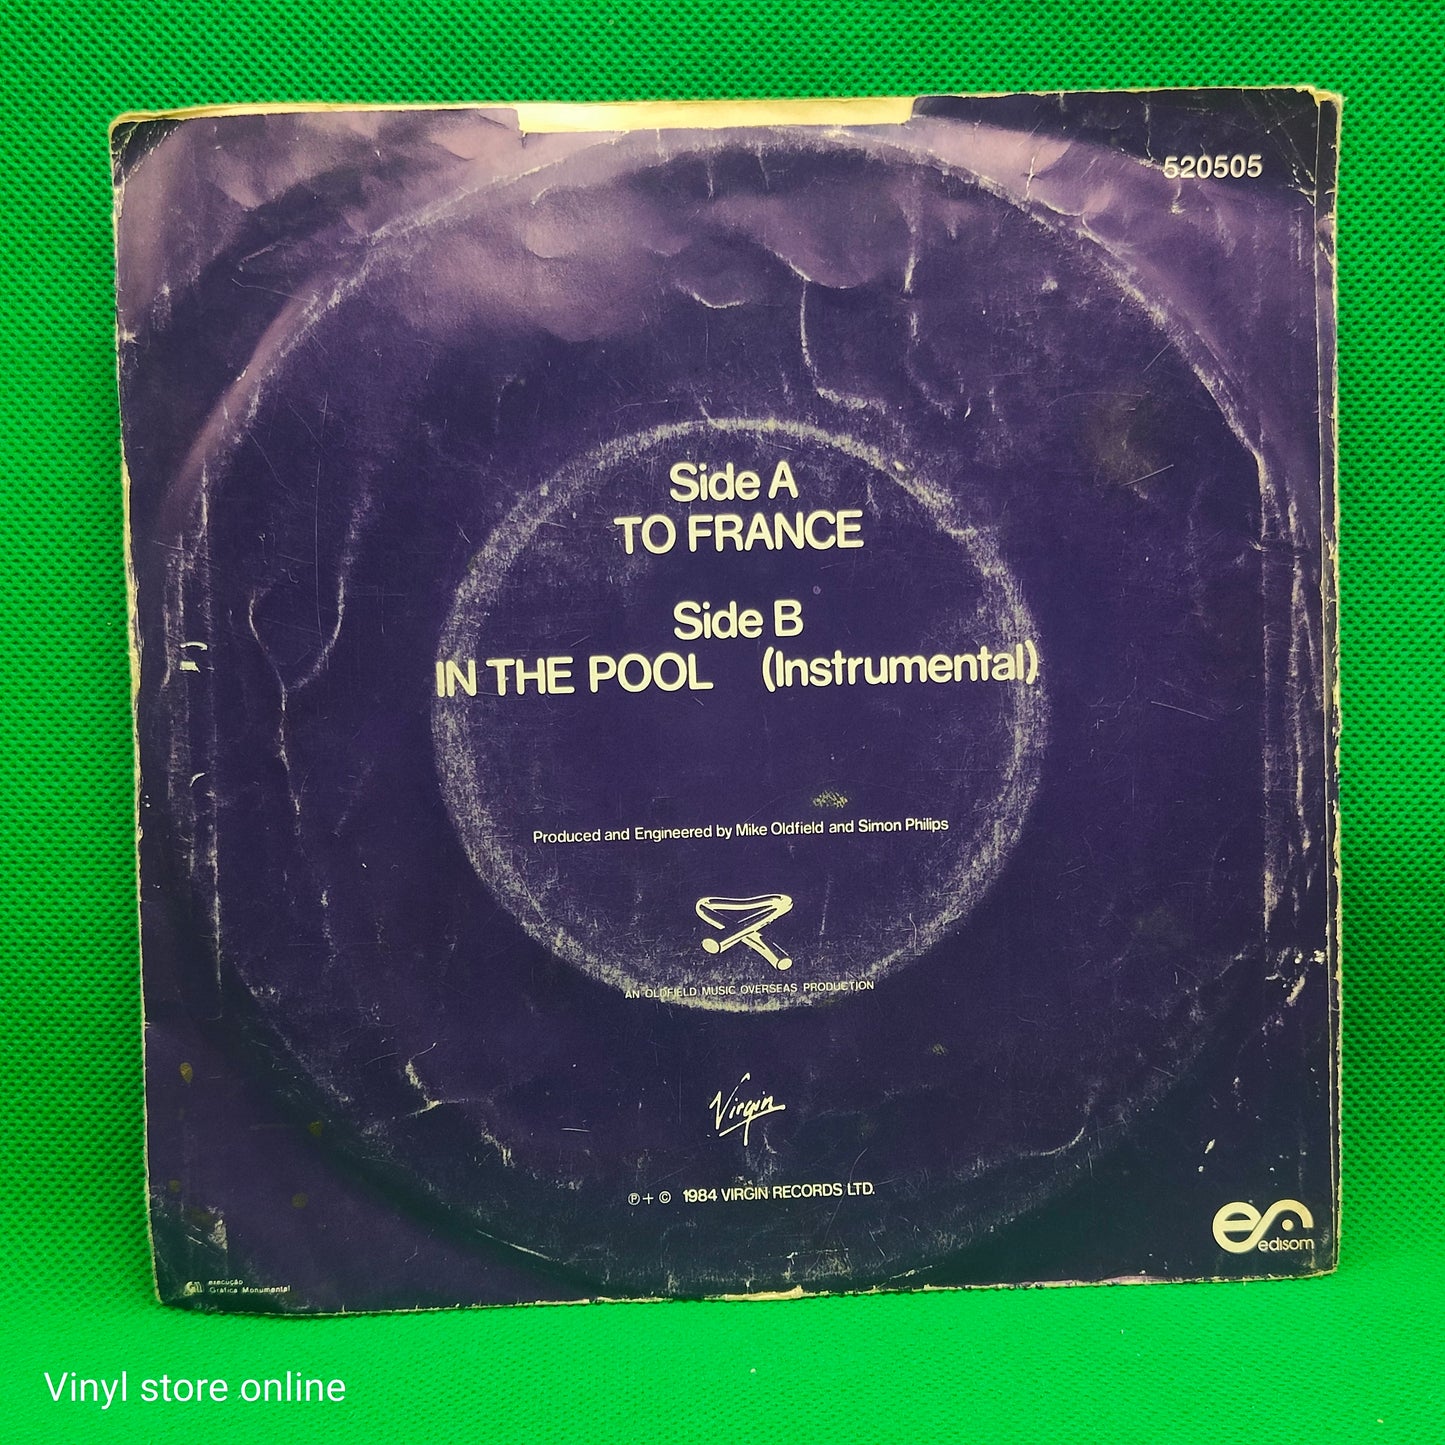 520505
Side A
TO FRANCE
Side B
IN THE POOL (Instrumental)
Produced and Engineered by Mike Oldfield and Simon Philips
AN OLDFIELD MUSIC OVERSEAS PRODUCTION
Virgin
℗ + © 1984 VIRGIN RECORDS LTD.
edisom
execução
Gráfica Monumental
Vinyl store online